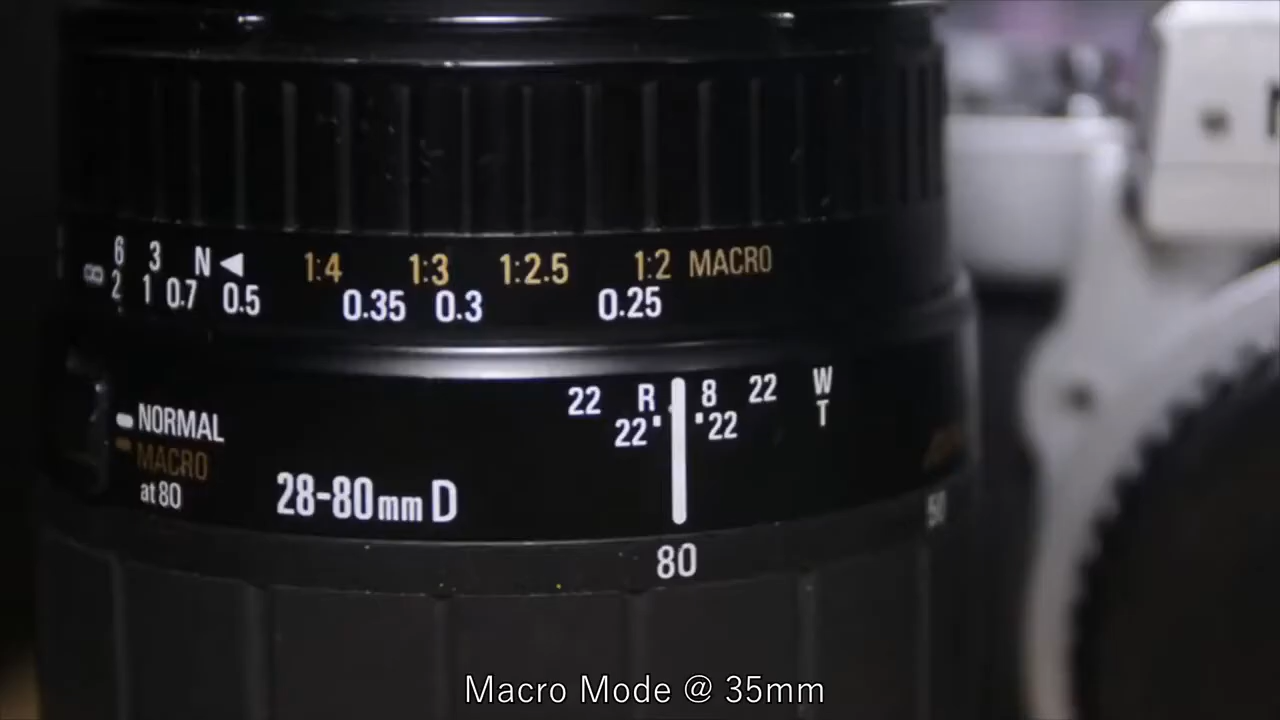 6 3 N ◀ 1:4 1:3 1:2.5 1:2 MACRO
∞ 2 1 0.7 0.5 0.35 0.3 0.25
22 R 8 22 W
22 22 T
NORMAL
MACRO
at 80
28-80mm D
80
Macro Mode @ 35mm